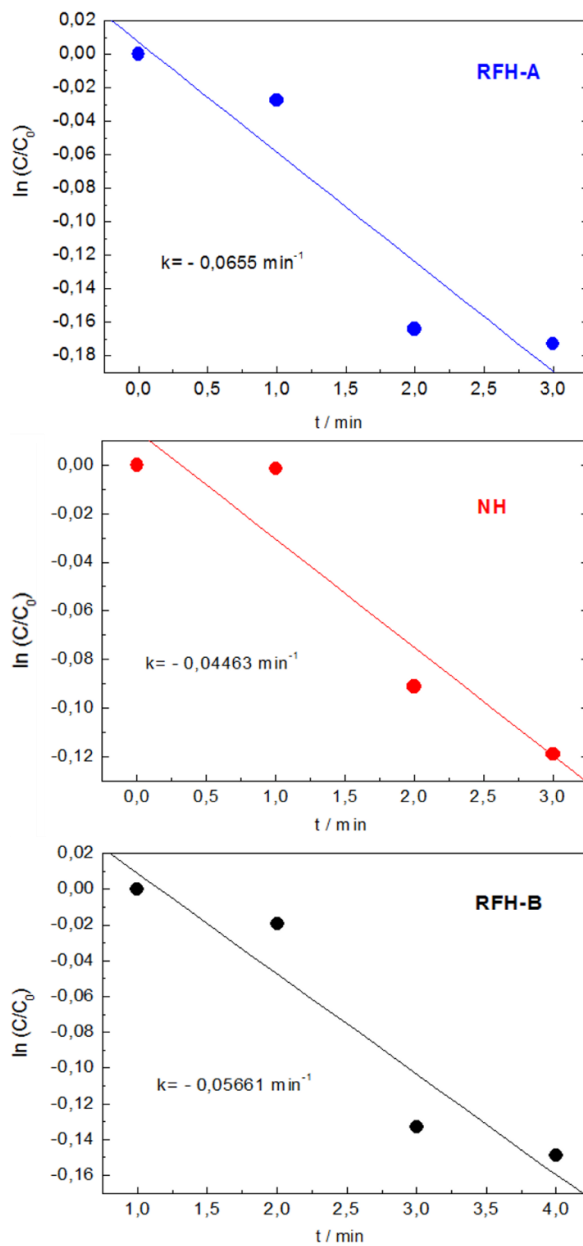 0,00
-0,02
-0,04
-0,06
-0,08
-0,10
-0,12
-0,14
-0,16
-0,18
ln (C/C0)
RFH-A
k= - 0,0655 min-1
0,0 0,5 1,0 1,5 2,0 2,5 3,0
t / min
0,00
-0,02
-0,04
-0,06
-0,08
-0,10
-0,12
ln (C/C0)
NH
k= - 0,04463 min-1
0,0 0,5 1,0 1,5 2,0 2,5 3,0
t / min
0,02
0,00
-0,02
-0,04
-0,06
-0,08
-0,10
-0,12
-0,14
-0,16
ln (C/C0)
RFH-B
k= - 0,05661 min-1
1,0 1,5 2,0 2,5 3,0 3,5 4,0
t / min